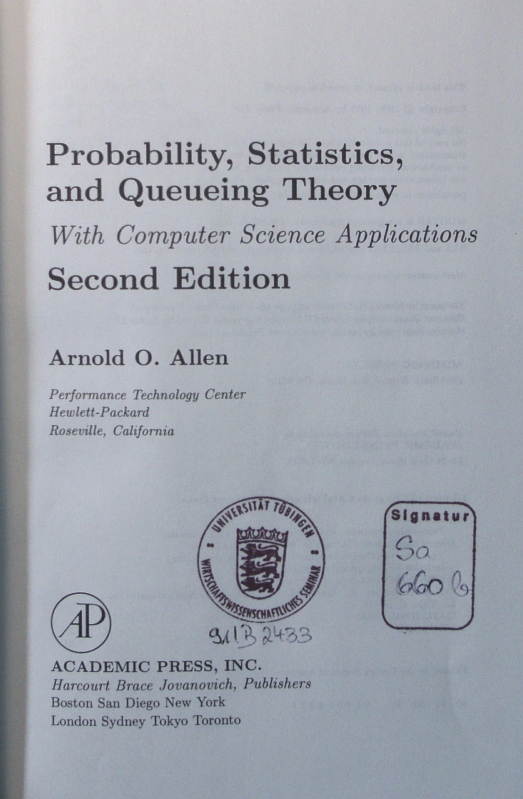 Probability, Statistics,
and Queueing Theory
With Computer Science Applications
Second Edition
Arnold O. Allen
Performance Technology Center
Hewlett-Packard
Roseville, California
UNIVERSITÄT TÜBINGEN
WIRTSCHAFTSWISSENSCHAFTLICHES SEMINAR
Signatur
So
660 b
91B 2433
AP
ACADEMIC PRESS, INC.
Harcourt Brace Jovanovich, Publishers
Boston San Diego New York
London Sydney Tokyo Toronto